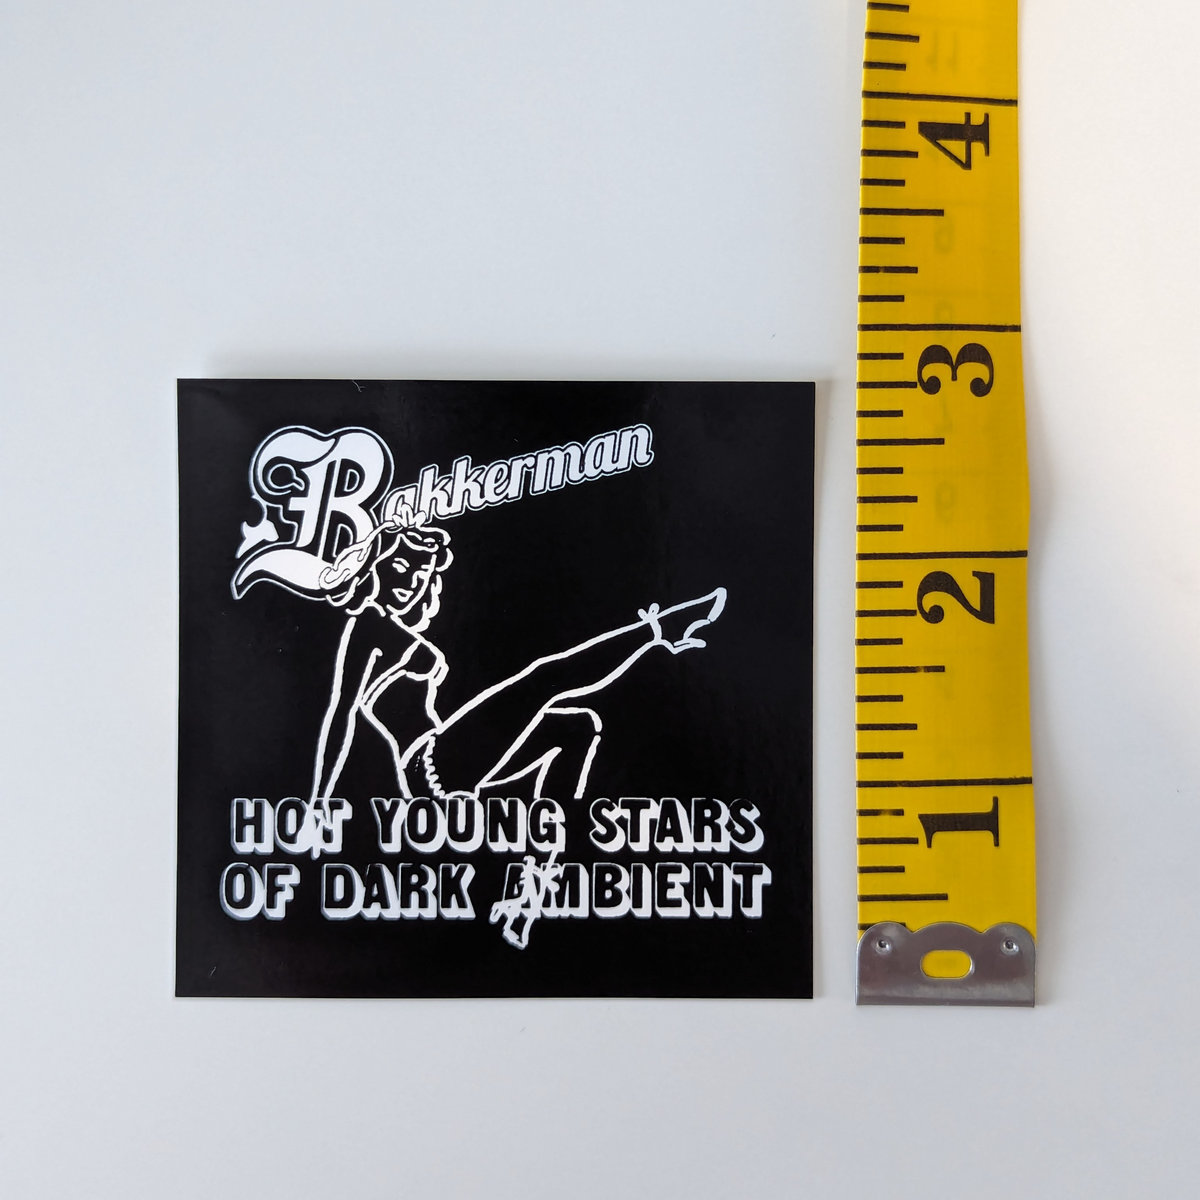 Bakkerman
HOT YOUNG STARS
OF DARK AMBIENT
4
3
2
1